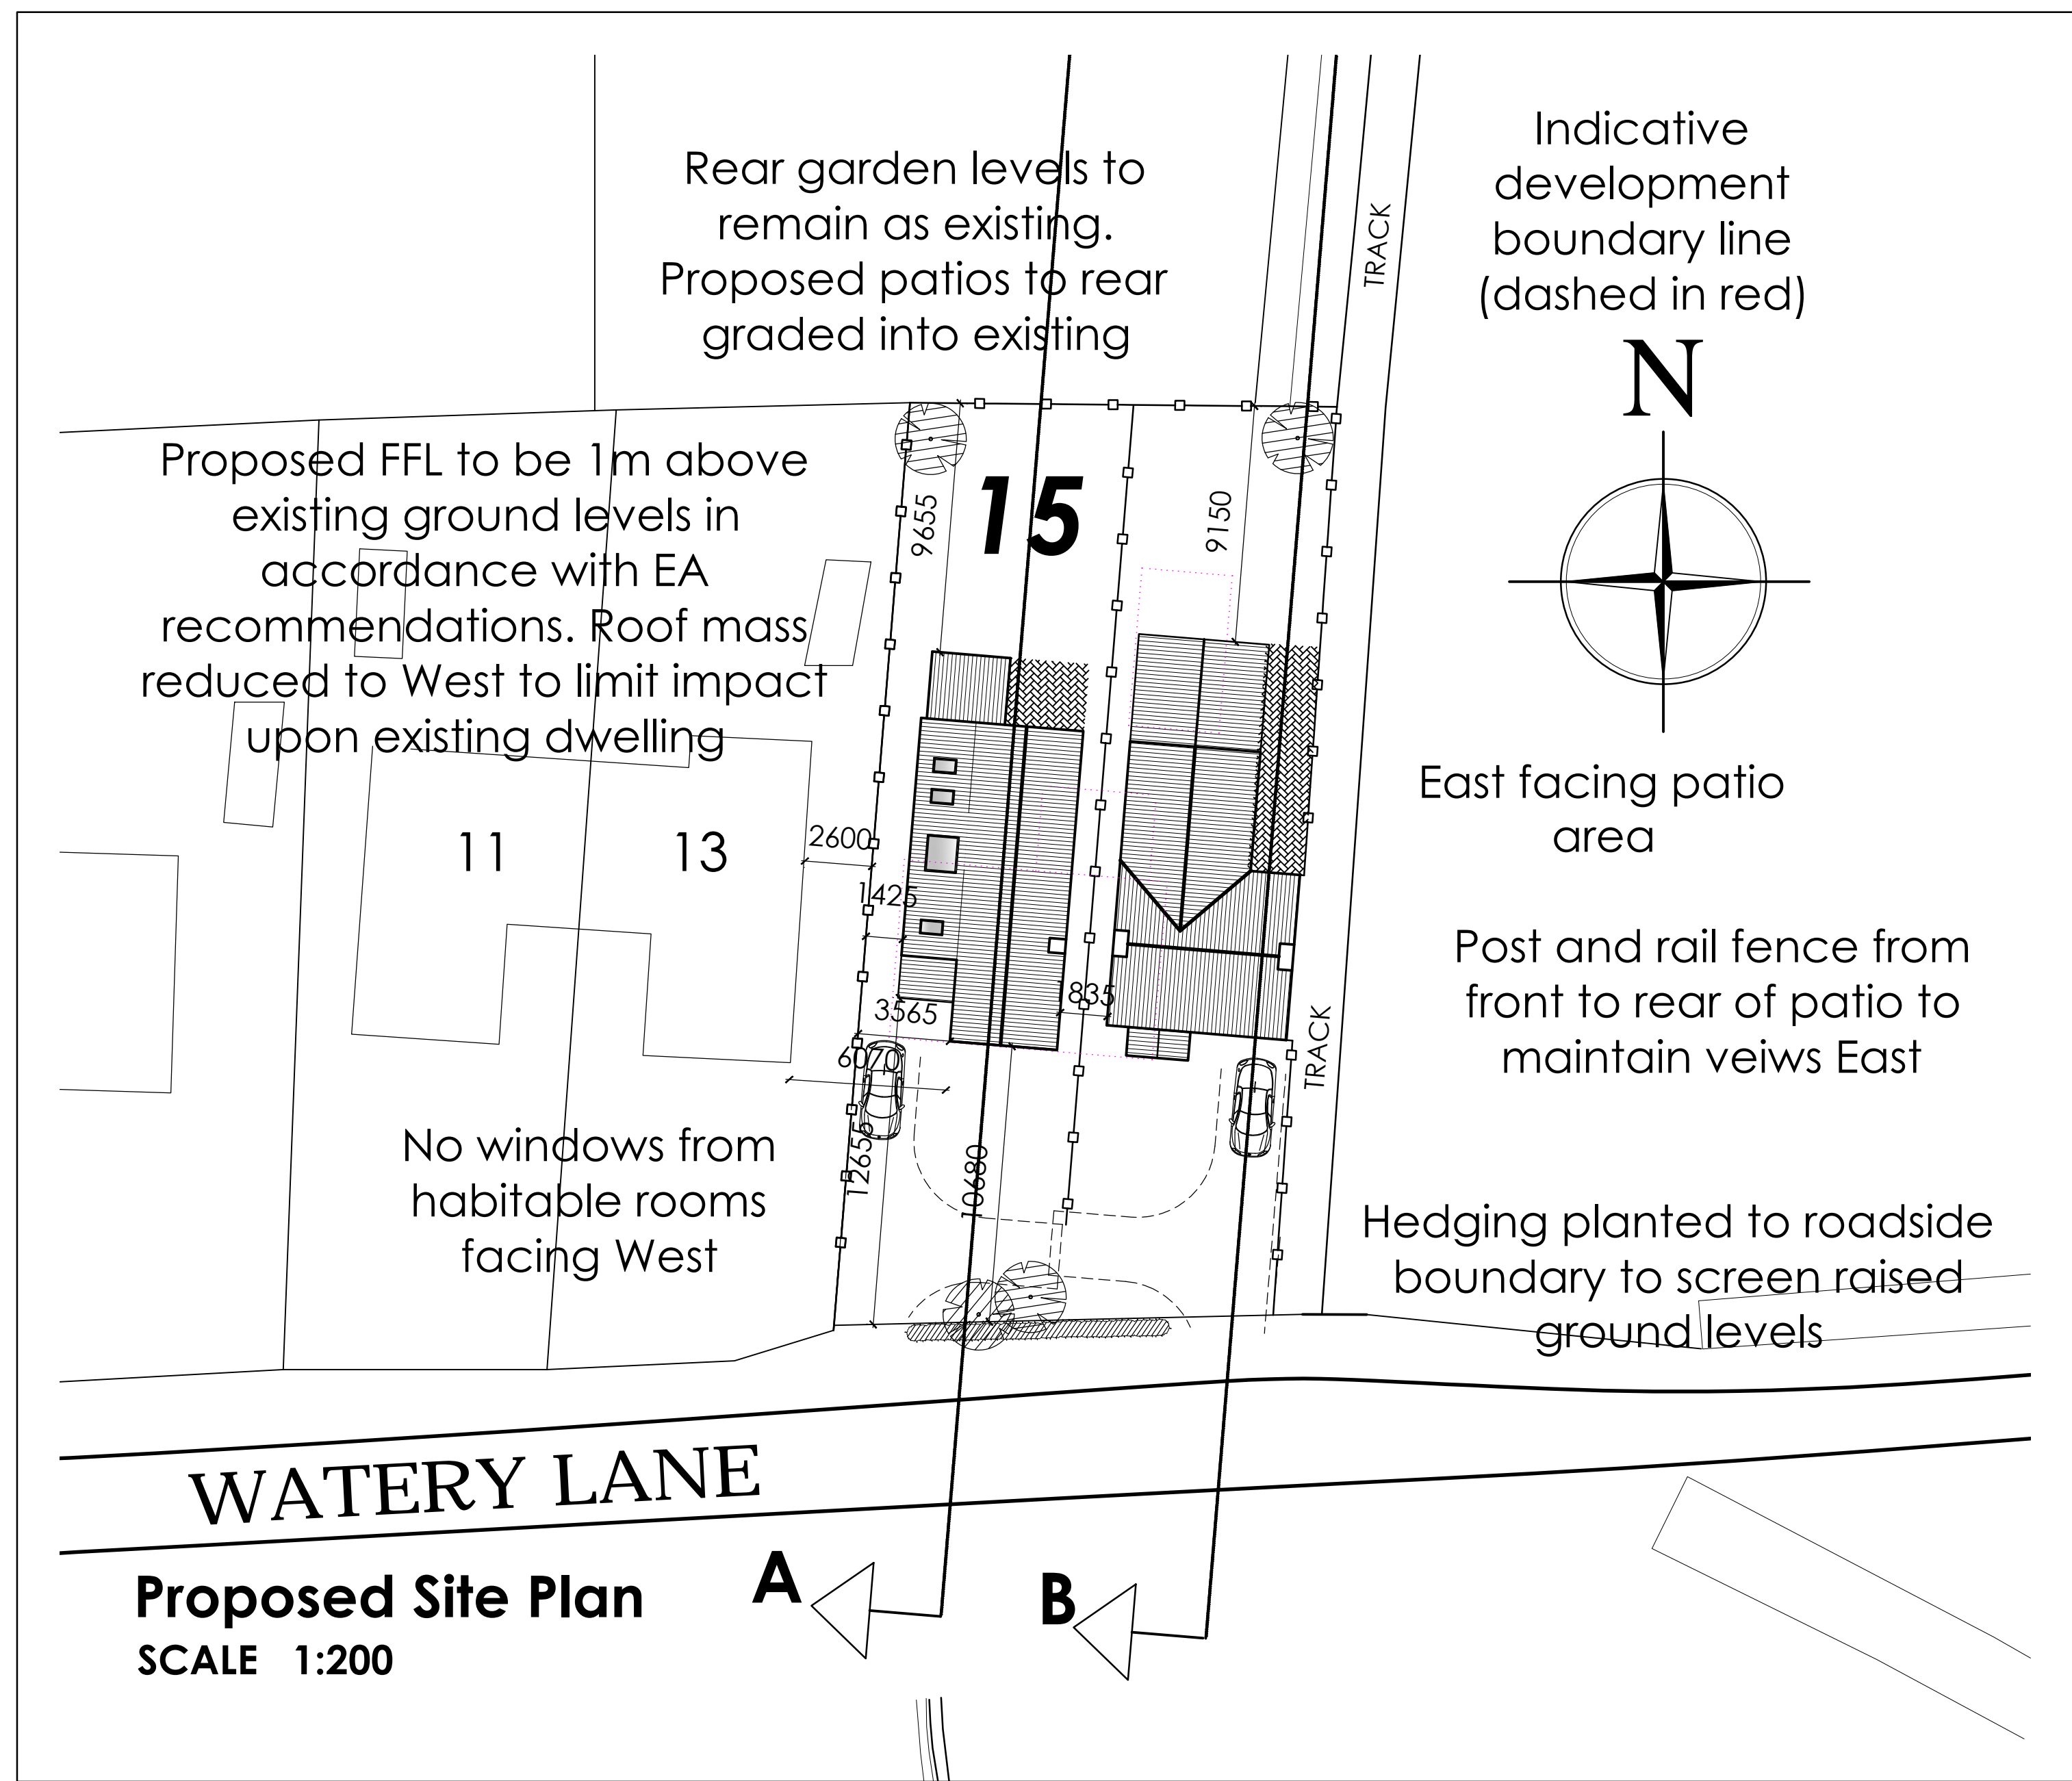 Rear garden levels to
remain as existing.
Proposed patios to rear
graded into existing
Indicative
development
boundary line
(dashed in red)
TRACK
N
Proposed FFL to be 1m above
existing ground levels in
accordance with EA
recommendations. Roof mass
reduced to West to limit impact
upon existing dwelling
15
9655
9150
11
13
2600
1425
3565
6070
1835
12655
10680
East facing patio
area
Post and rail fence from
front to rear of patio to
maintain veiws East
TRACK
No windows from
habitable rooms
facing West
Hedging planted to roadside
boundary to screen raised
ground levels
WATERY LANE
A
B
Proposed Site Plan
SCALE 1:200